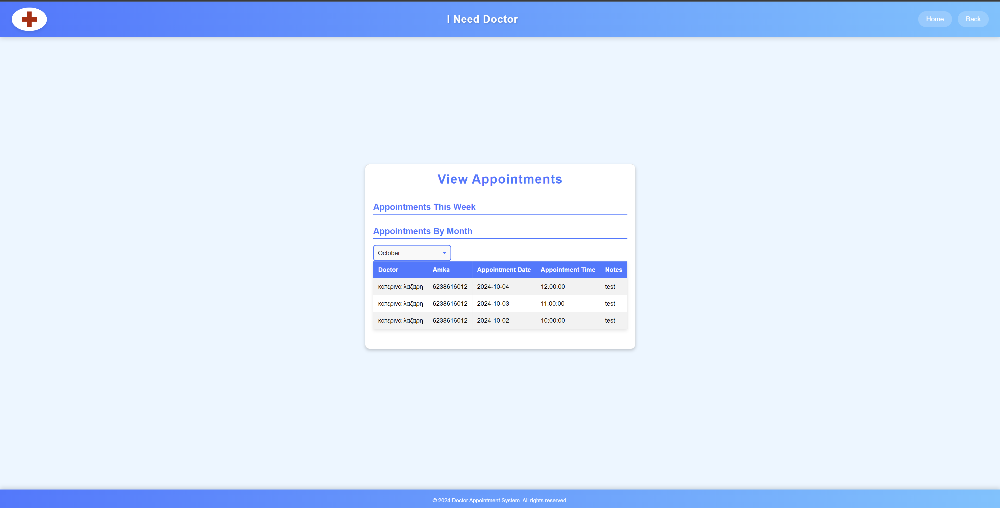 I Need Doctor
Home
Back
View Appointments
Appointments This Week
Appointments By Month
October
Doctor Amka Appointment Date Appointment Time Notes
κατερινα λαζαρη 6238616012 2024-10-04 12:00:00 test
κατερινα λαζαρη 6238616012 2024-10-03 11:00:00 test
κατερινα λαζαρη 6238616012 2024-10-02 10:00:00 test
© 2024 Doctor Appointment System. All rights reserved.